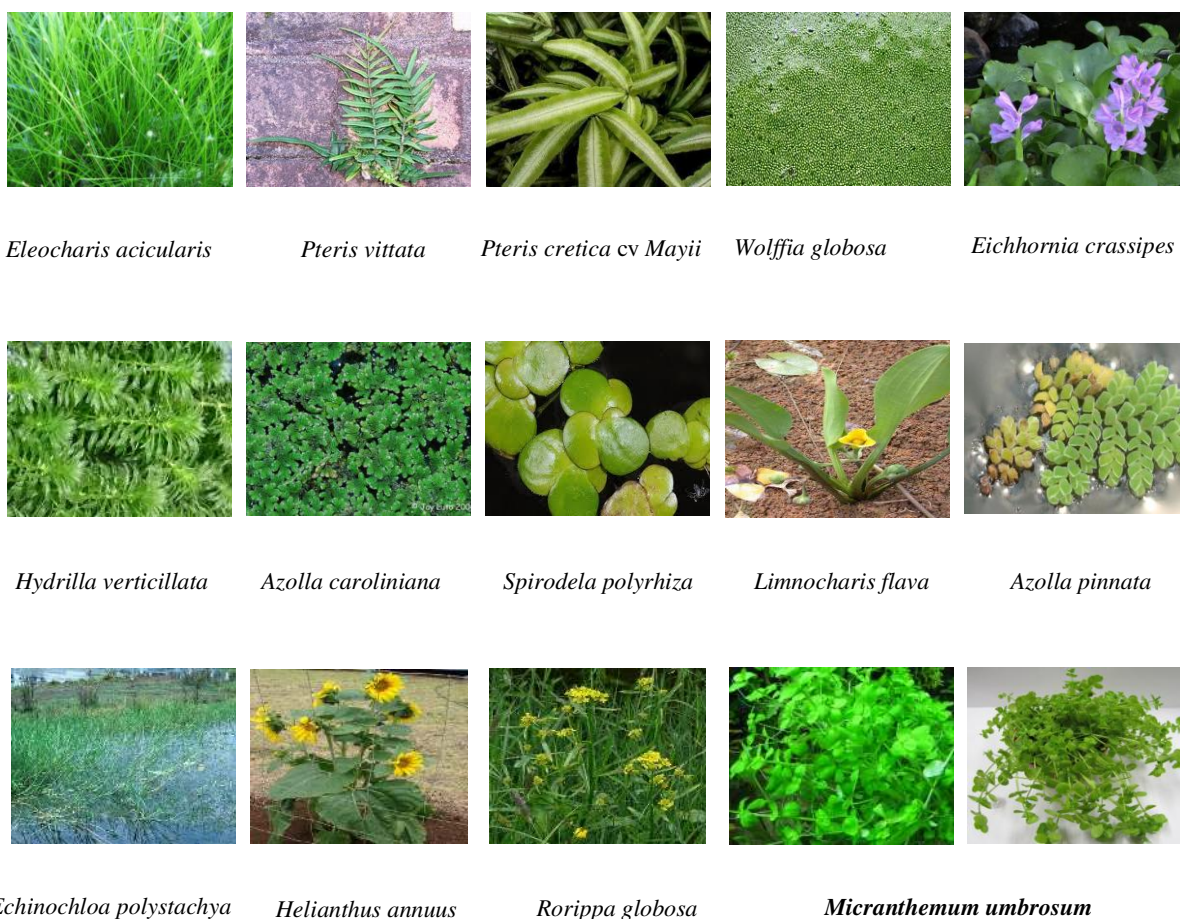 Eleocharis acicularis
Pteris vittata
Pteris cretica cv Mayii
Wolffia globosa
Eichhornia crassipes
Hydrilla verticillata
Azolla caroliniana
Spirodela polyrhiza
Limnocharis flava
Azolla pinnata
Echinochloa polystachya
Helianthus annuus
Rorippa globosa
Micranthemum umbrosum